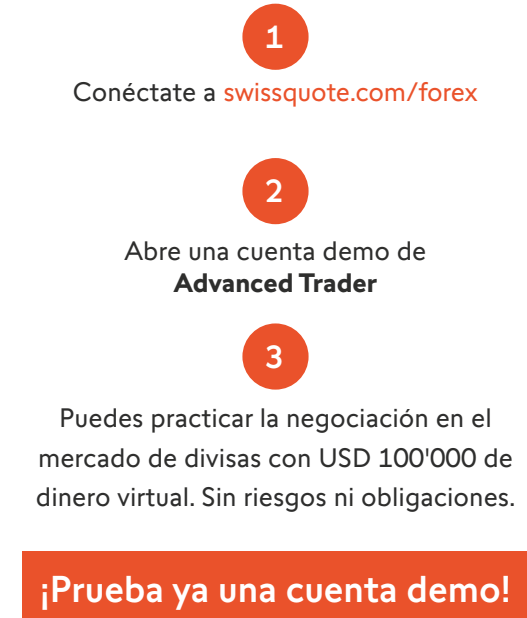 1
Conéctate a swissquote.com/forex
2
Abre una cuenta demo de
Advanced Trader
3
Puedes practicar la negociación en el
mercado de divisas con USD 100'000 de
dinero virtual. Sin riesgos ni obligaciones.
¡Prueba ya una cuenta demo!